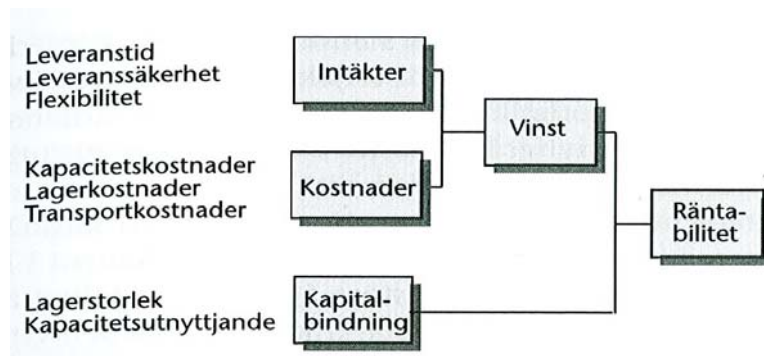 Leveranstid
Leveranssäkerhet
Flexibilitet
Intäkter
Vinst
Kapacitetskostnader
Lagerkostnader
Transportkostnader
Kostnader
Ränta-
bilitet
Lagerstorlek
Kapacitetsutnyttjande
Kapital-
bindning